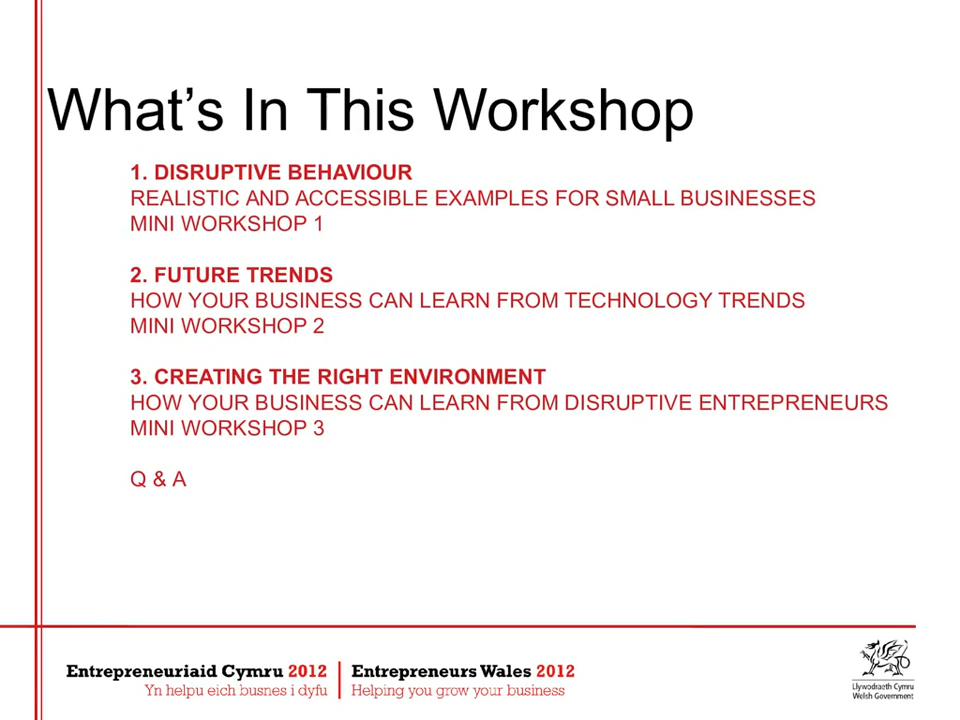 What's In This Workshop
1. DISRUPTIVE BEHAVIOUR
REALISTIC AND ACCESSIBLE EXAMPLES FOR SMALL BUSINESSES
MINI WORKSHOP 1
2. FUTURE TRENDS
HOW YOUR BUSINESS CAN LEARN FROM TECHNOLOGY TRENDS
MINI WORKSHOP 2
3. CREATING THE RIGHT ENVIRONMENT
HOW YOUR BUSINESS CAN LEARN FROM DISRUPTIVE ENTREPRENEURS
MINI WORKSHOP 3
Q & A
Entrepreneuriaid Cymru 2012
Yn helpu eich busnes i dyfu
Entrepreneurs Wales 2012
Helping you grow your business
Llywodraeth Cymru
Welsh Government